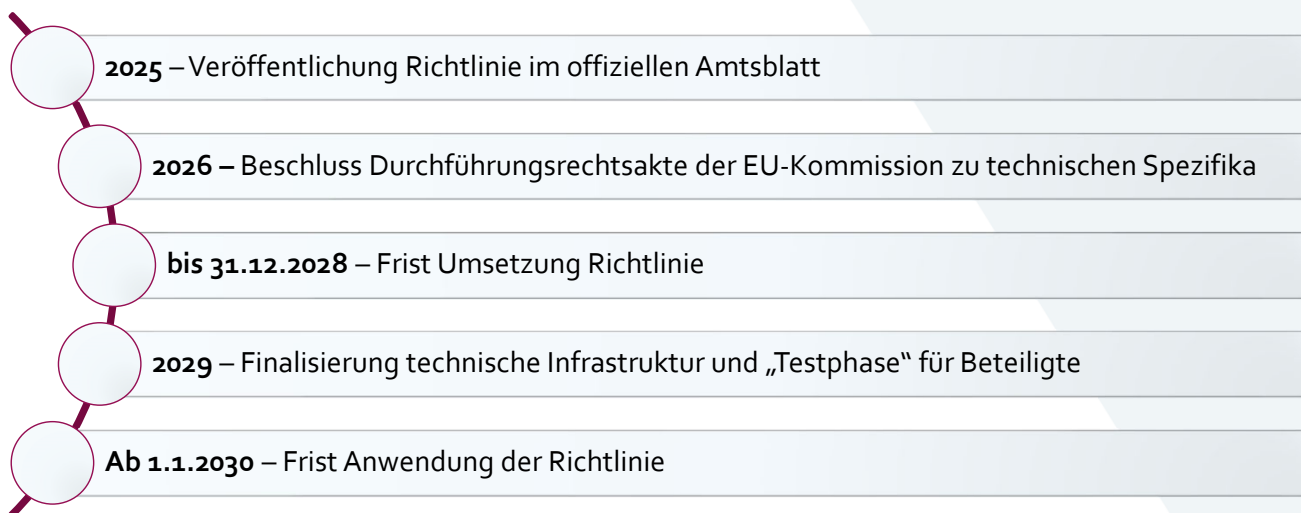 2025 – Veröffentlichung Richtlinie im offiziellen Amtsblatt
2026 – Beschluss Durchführungsrechtsakte der EU-Kommission zu technischen Spezifika
bis 31.12.2028 – Frist Umsetzung Richtlinie
2029 – Finalisierung technische Infrastruktur und „Testphase“ für Beteiligte
Ab 1.1.2030 – Frist Anwendung der Richtlinie